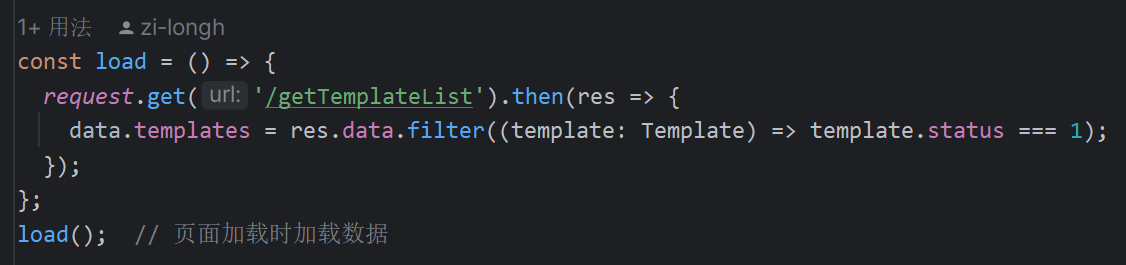 1+ 用法 zi-longh
const load = () => {
request.get( url: '/getTemplateList').then(res => {
data.templates = res.data.filter((template: Template) => template.status === 1);
});
};
load(); // 页面加载时加载数据